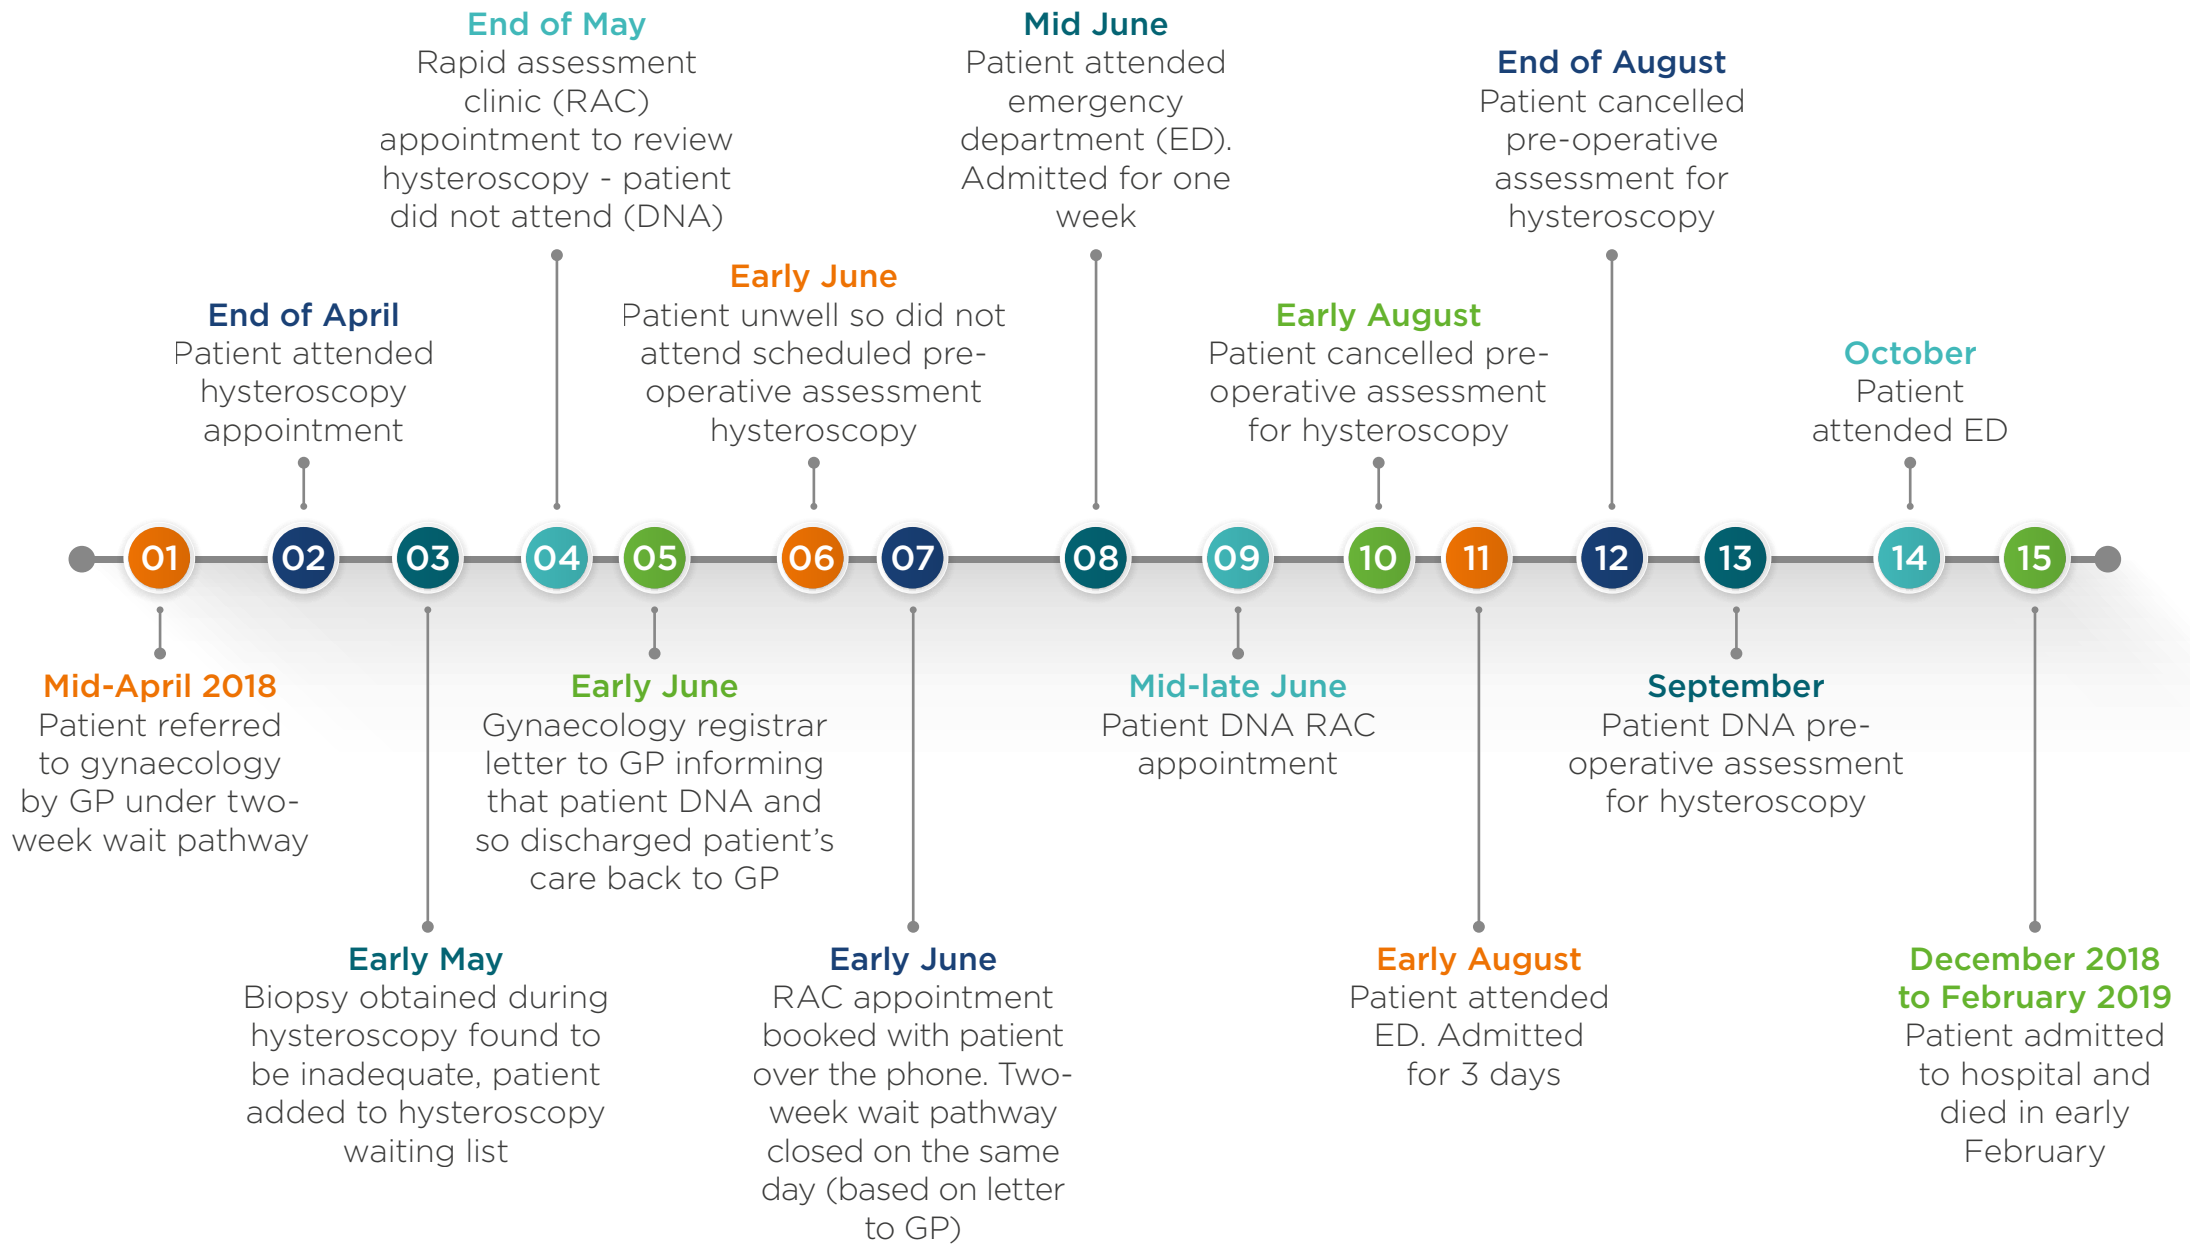 End of May
Rapid assessment
clinic (RAC)
appointment to review
hysteroscopy - patient
did not attend (DNA)
Mid June
Patient attended
emergency
department (ED).
Admitted for one
week
End of August
Patient cancelled
pre-operative
assessment for
hysteroscopy
End of April
Patient attended
hysteroscopy
appointment
Early June
Patient unwell so did not
attend scheduled pre-
operative assessment
hysteroscopy
Early August
Patient cancelled pre-
operative assessment
for hysteroscopy
October
Patient
attended ED
01
02
03
04
05
06
07
08
09
10
11
12
13
14
15
Mid-April 2018
Patient referred
to gynaecology
by GP under two-
week wait pathway
Early June
Gynaecology registrar
letter to GP informing
that patient DNA and
so discharged patient’s
care back to GP
Mid-late June
Patient DNA RAC
appointment
September
Patient DNA pre-
operative assessment
for hysteroscopy
Early May
Biopsy obtained during
hysteroscopy found to
be inadequate, patient
added to hysteroscopy
waiting list
Early June
RAC appointment
booked with patient
over the phone. Two-
week wait pathway
closed on the same
day (based on letter
to GP)
Early August
Patient attended
ED. Admitted
for 3 days
December 2018
to February 2019
Patient admitted
to hospital and
died in early
February